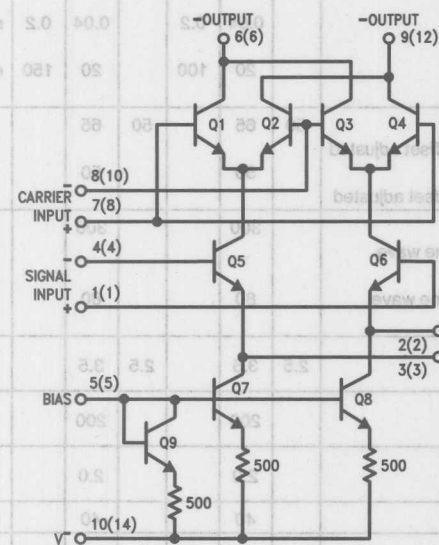 −OUTPUT
−OUTPUT
6(6)
9(12)
Q1
Q2
Q3
Q4
CARRIER INPUT
− 8(10)
+ 7(8)
SIGNAL INPUT
− 4(4)
+ 1(1)
Q5
Q6
2(2)
3(3)
BIAS 5(5)
Q7
Q8
Q9
500
500
500
V− 10(14)